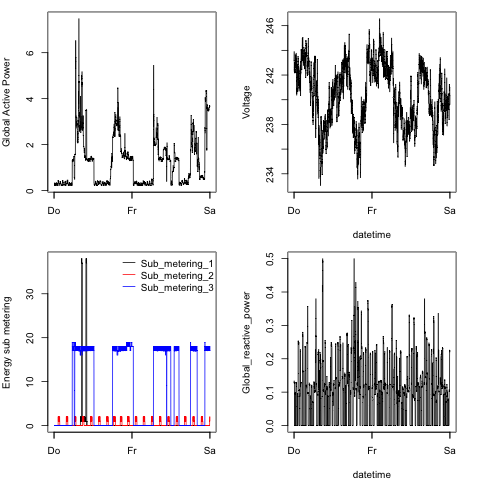 Global Active Power
0 2 4 6
Do Fr Sa
Voltage
234 238 242 246
Do Fr Sa
datetime
Energy sub metering
0 10 20 30
Sub_metering_1
Sub_metering_2
Sub_metering_3
Do Fr Sa
Global_reactive_power
0.0 0.1 0.2 0.3 0.4 0.5
Do Fr Sa
datetime